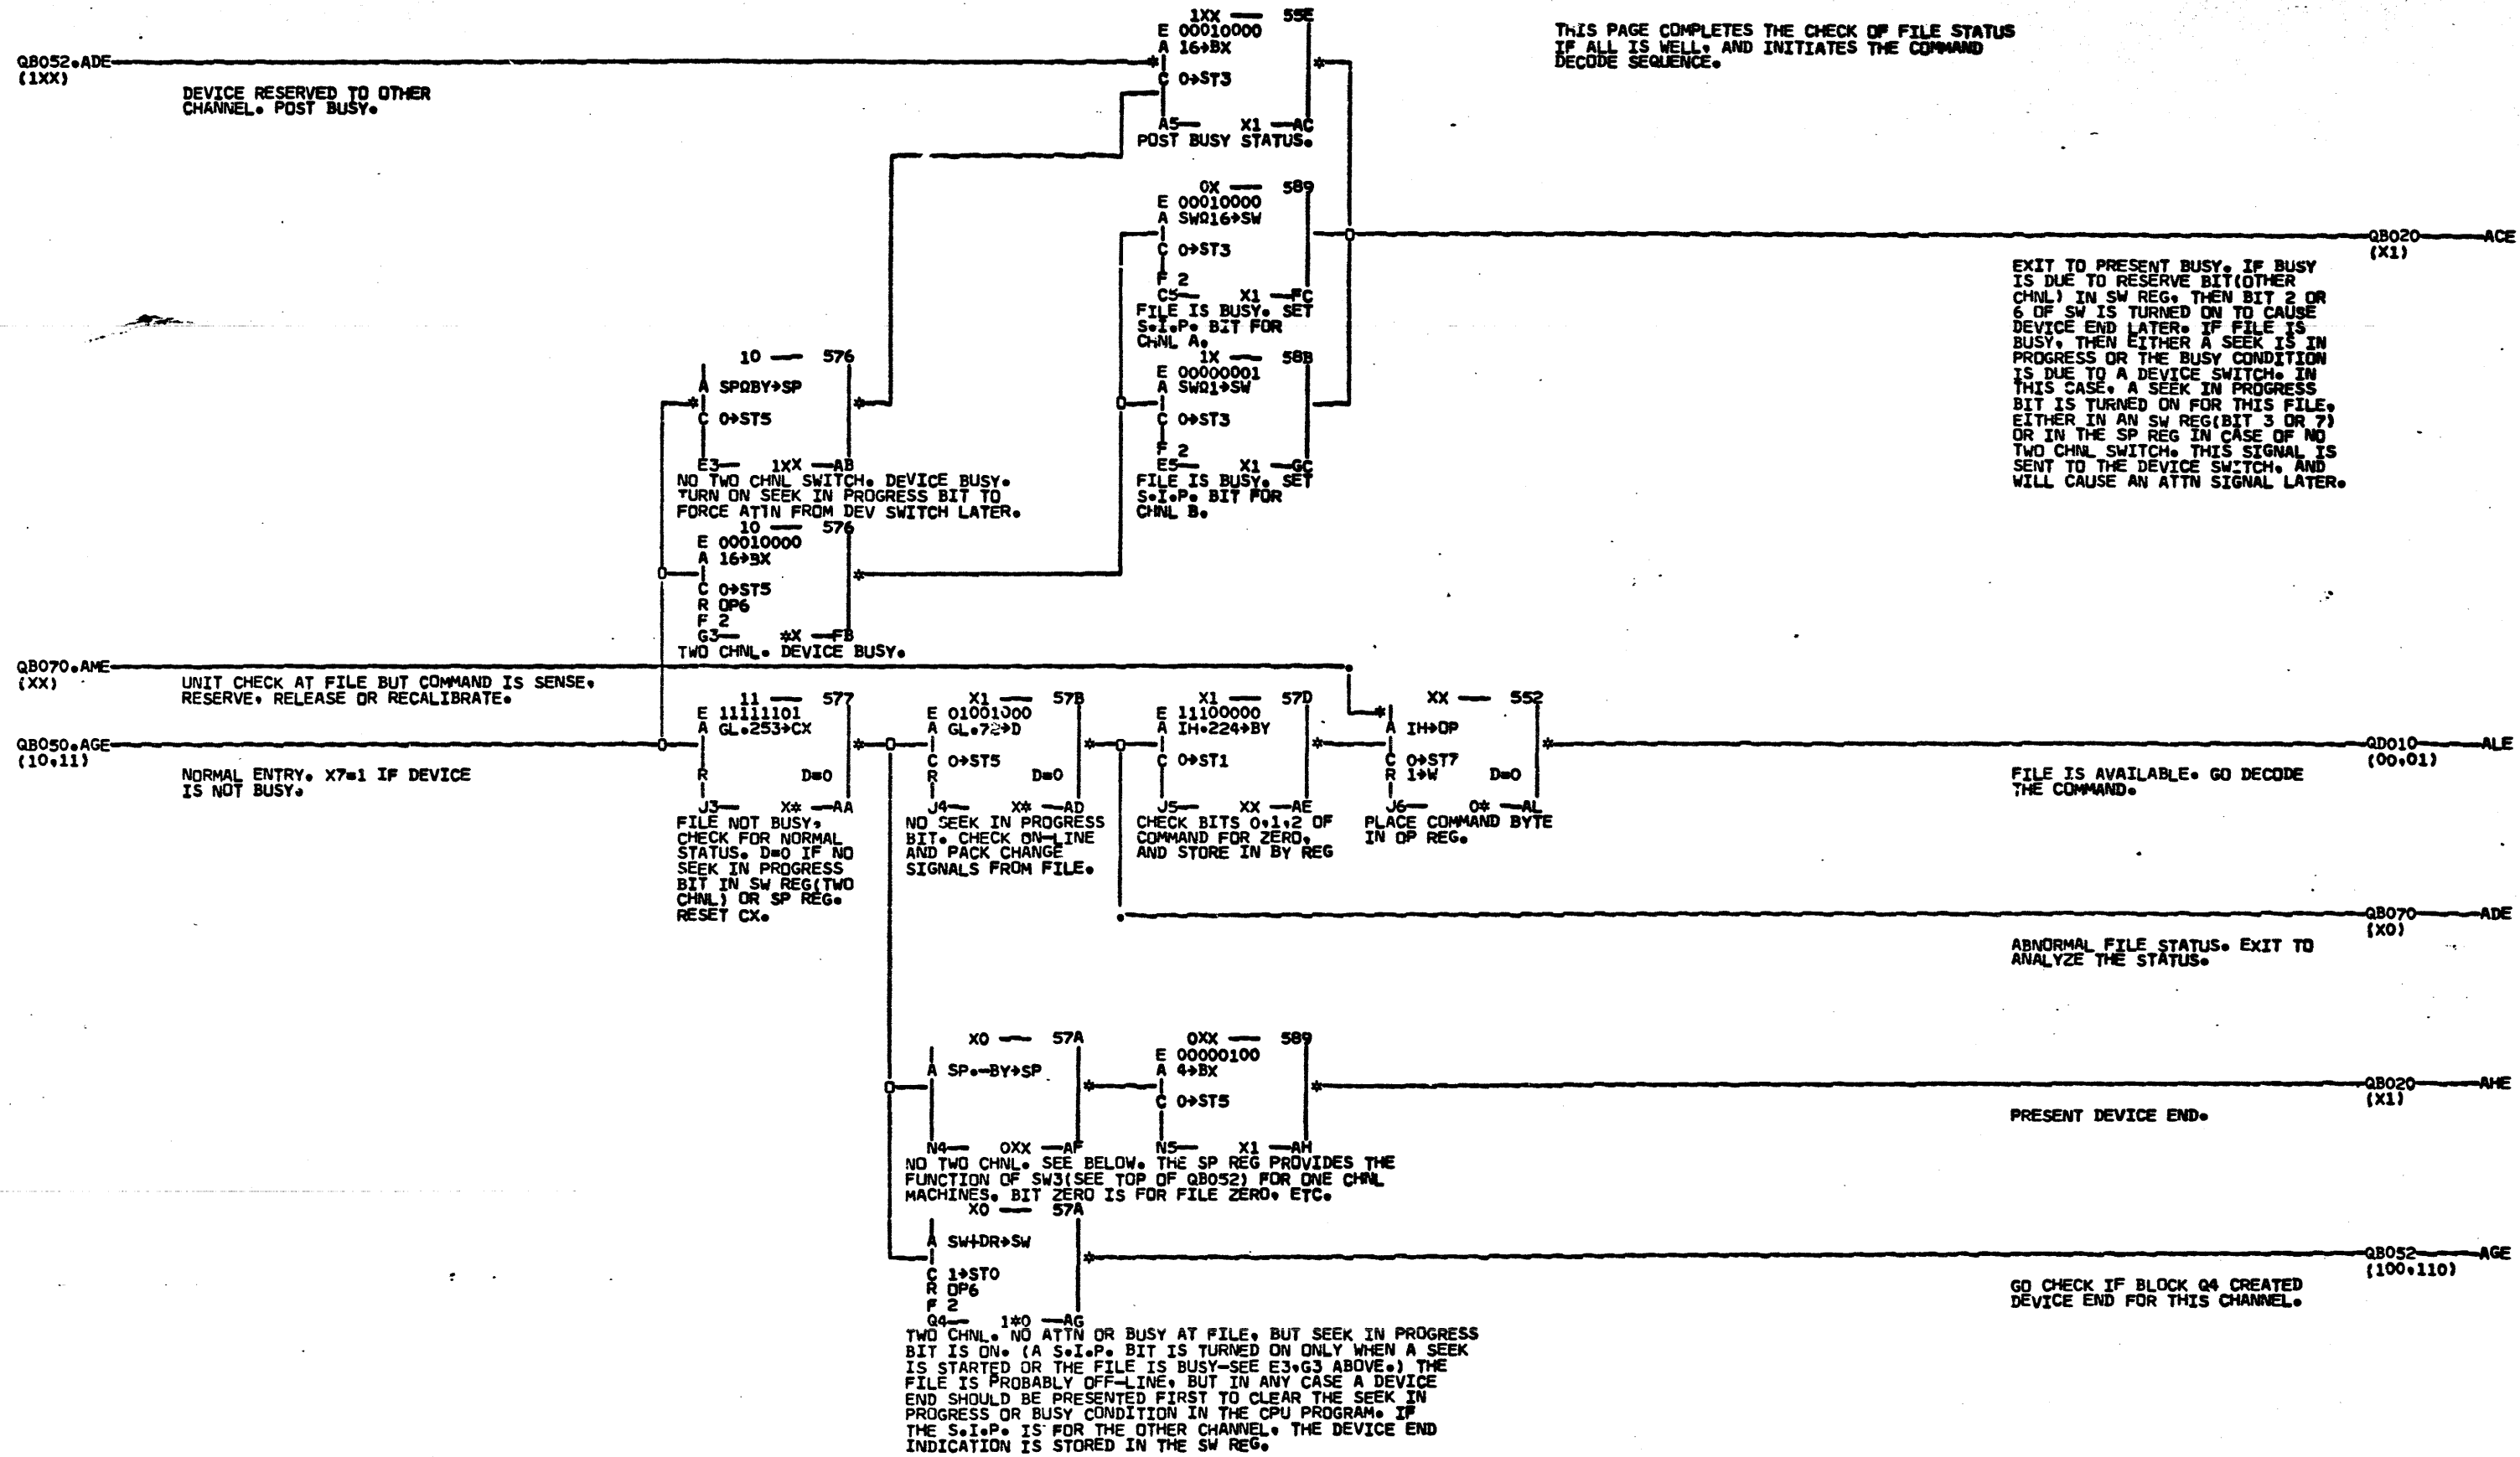 THIS PAGE COMPLETES THE CHECK OF FILE STATUS
IF ALL IS WELL, AND INITIATES THE COMMAND
DECODE SEQUENCE.
QB052.ADE
(1XX)
DEVICE RESERVED TO OTHER
CHANNEL. POST BUSY.
1XX — 55E
E 00010000
A 16→BX
C 0→ST3
A5— X1 —AC
POST BUSY STATUS.
0X — 589
E 00010000
A SWΩ16→SW
C 0→ST3
F 2
C5— X1 —FC
FILE IS BUSY. SET
S.I.P. BIT FOR
CHNL A.
QB020 ACE
(X1)
EXIT TO PRESENT BUSY. IF BUSY
IS DUE TO RESERVE BIT(OTHER
CHNL) IN SW REG, THEN BIT 2 OR
6 OF SW IS TURNED ON TO CAUSE
DEVICE END LATER. IF FILE IS
BUSY, THEN EITHER A SEEK IS IN
PROGRESS OR THE BUSY CONDITION
IS DUE TO A DEVICE SWITCH. IN
THIS CASE, A SEEK IN PROGRESS
BIT IS TURNED ON FOR THIS FILE,
EITHER IN AN SW REG(BIT 3 OR 7)
OR IN THE SP REG IN CASE OF NO
TWO CHNL SWITCH. THIS SIGNAL IS
SENT TO THE DEVICE SWITCH, AND
WILL CAUSE AN ATTN SIGNAL LATER.
1X — 58B
E 00000001
A SWΩ1→SW
C 0→ST3
F 2
E5— X1 —GC
FILE IS BUSY. SET
S.I.P. BIT FOR
CHNL B.
10 — 576
A SPΩBY→SP
C 0→ST5
E3— 1XX —AB
NO TWO CHNL SWITCH. DEVICE BUSY.
TURN ON SEEK IN PROGRESS BIT TO
FORCE ATTN FROM DEV SWITCH LATER.
10 — 576
E 00010000
A 16→BX
C 0→ST5
R OP6
F 2
G3— *X —FB
TWO CHNL. DEVICE BUSY.
QB070.AME
(XX)
UNIT CHECK AT FILE BUT COMMAND IS SENSE,
RESERVE, RELEASE OR RECALIBRATE.
QB050.AGE
(10,11)
NORMAL ENTRY. X7=1 IF DEVICE
IS NOT BUSY.
11 — 577
E 11111101
A GL.253→CX
R D=0
J3— X* —AA
FILE NOT BUSY,
CHECK FOR NORMAL
STATUS. D=0 IF NO
SEEK IN PROGRESS
BIT IN SW REG(TWO
CHNL) OR SP REG.
RESET CX.
X1 — 57B
E 01001000
A GL.72→D
C 0→ST5
R D=0
J4— X* —AD
NO SEEK IN PROGRESS
BIT. CHECK ON-LINE
AND PACK CHANGE
SIGNALS FROM FILE.
X1 — 57D
E 11100000
A IH.224→BY
C 0→ST1
J5— XX —AE
CHECK BITS 0,1,2 OF
COMMAND FOR ZERO,
AND STORE IN BY REG
XX — 552
A IH→OP
C 0→ST7
R 1→W D=0
J6— 0* —AL
PLACE COMMAND BYTE
IN OP REG.
QD010 ALE
(00,01)
FILE IS AVAILABLE. GO DECODE
THE COMMAND.
QB070 ADE
(X0)
ABNORMAL FILE STATUS. EXIT TO
ANALYZE THE STATUS.
X0 — 57A
A SP.-BY→SP
N4— 0XX —AF
0XX — 589
E 00000100
A 4→BX
C 0→ST5
N5— X1 —AH
NO TWO CHNL. SEE BELOW. THE SP REG PROVIDES THE
FUNCTION OF SW3(SEE TOP OF QB052) FOR ONE CHNL
MACHINES. BIT ZERO IS FOR FILE ZERO, ETC.
QB020 AHE
(X1)
PRESENT DEVICE END.
X0 — 57A
A SW+DR→SW
C 1→ST0
R OP6
F 2
Q4— 1*0 —AG
TWO CHNL. NO ATTN OR BUSY AT FILE, BUT SEEK IN PROGRESS
BIT IS ON. (A S.I.P. BIT IS TURNED ON ONLY WHEN A SEEK
IS STARTED OR THE FILE IS BUSY-SEE E3,G3 ABOVE.) THE
FILE IS PROBABLY OFF-LINE, BUT IN ANY CASE A DEVICE
END SHOULD BE PRESENTED FIRST TO CLEAR THE SEEK IN
PROGRESS OR BUSY CONDITION IN THE CPU PROGRAM. IF
THE S.I.P. IS FOR THE OTHER CHANNEL, THE DEVICE END
INDICATION IS STORED IN THE SW REG.
QB052 AGE
(100,110)
GO CHECK IF BLOCK Q4 CREATED
DEVICE END FOR THIS CHANNEL.